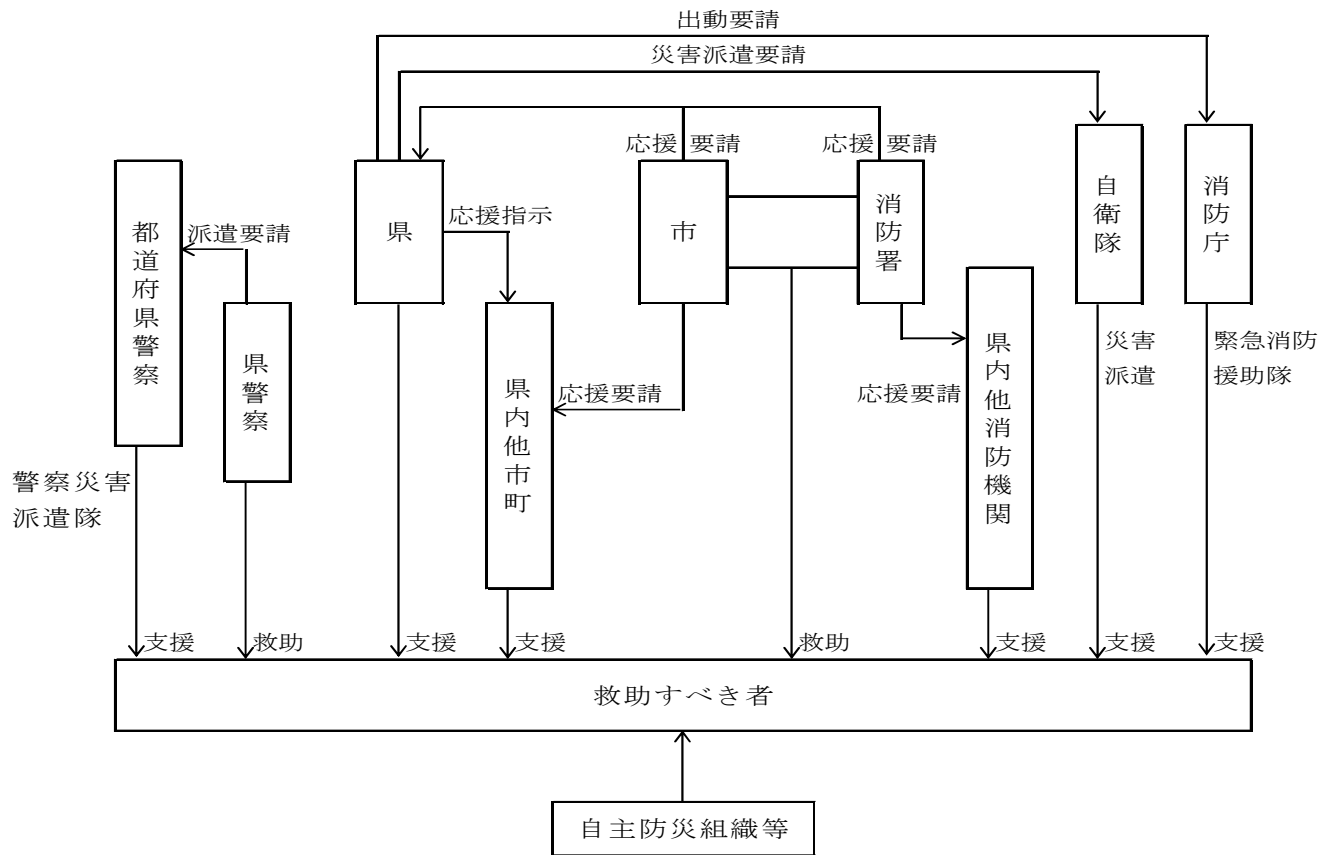 出動要請
災害派遣要請
応援要請
応援要請
都道府県警察
派遣要請
県
応援指示
市
消防署
自衛隊
消防庁
県警察
県内他市町
応援要請
応援要請
県内他消防機関
災害
派遣
緊急消防
援助隊
警察災害
派遣隊
支援
救助
支援
支援
救助
支援
支援
支援
救助すべき者
自主防災組織等